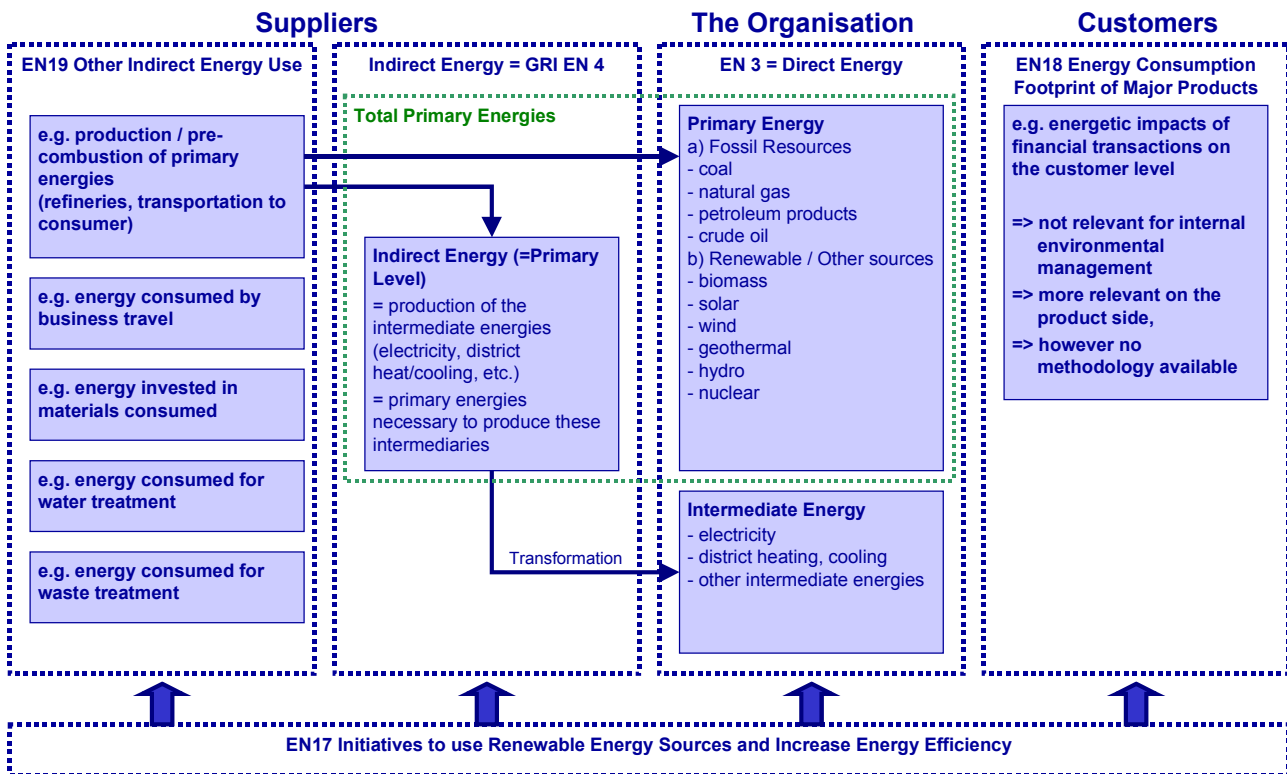 Suppliers
The Organisation
Customers
EN19 Other Indirect Energy Use
e.g. production / pre-
combustion of primary
energies
(refineries, transportation to
consumer)
e.g. energy consumed by
business travel
e.g. energy invested in
materials consumed
e.g. energy consumed for
water treatment
e.g. energy consumed for
waste treatment
Indirect Energy = GRI EN 4
Total Primary Energies
Indirect Energy (=Primary
Level)
= production of the
intermediate energies
(electricity, district
heat/cooling, etc.)
= primary energies
necessary to produce these
intermediaries
Transformation
EN 3 = Direct Energy
Primary Energy
a) Fossil Resources
- coal
- natural gas
- petroleum products
- crude oil
b) Renewable / Other sources
- biomass
- solar
- wind
- geothermal
- hydro
- nuclear
Intermediate Energy
- electricity
- district heating, cooling
- other intermediate energies
EN18 Energy Consumption
Footprint of Major Products
e.g. energetic impacts of
financial transactions on
the customer level
=> not relevant for internal
environmental
management
=> more relevant on the
product side,
=> however no
methodology available
EN17 Initiatives to use Renewable Energy Sources and Increase Energy Efficiency